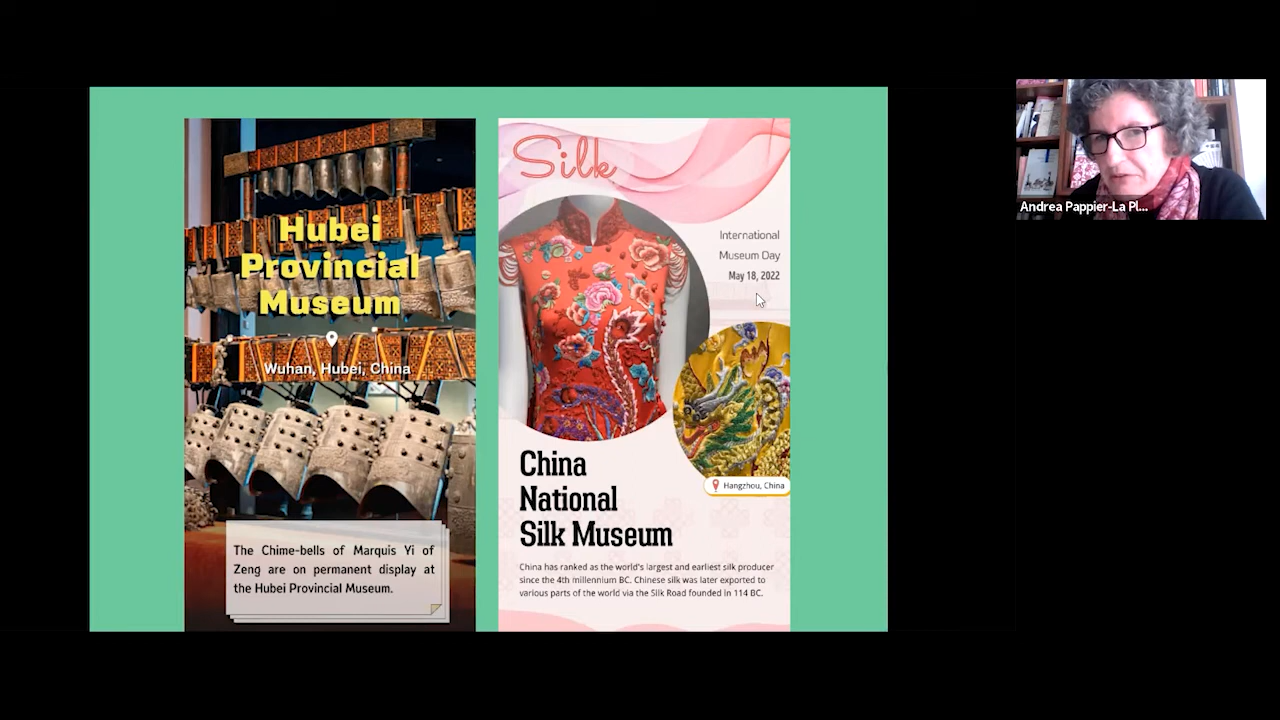 Hubei
Provincial
Museum
Wuhan, Hubei, China
The Chime-bells of Marquis Yi of
Zeng are on permanent display at
the Hubei Provincial Museum.
Silk
International
Museum Day
May 18, 2022
Hangzhou, China
China
National
Silk Museum
China has ranked as the world's largest and earliest silk producer
since the 4th millennium BC. Chinese silk was later exported to
various parts of the world via the Silk Road founded in 114 BC.
Andrea Pappier-La Pl...